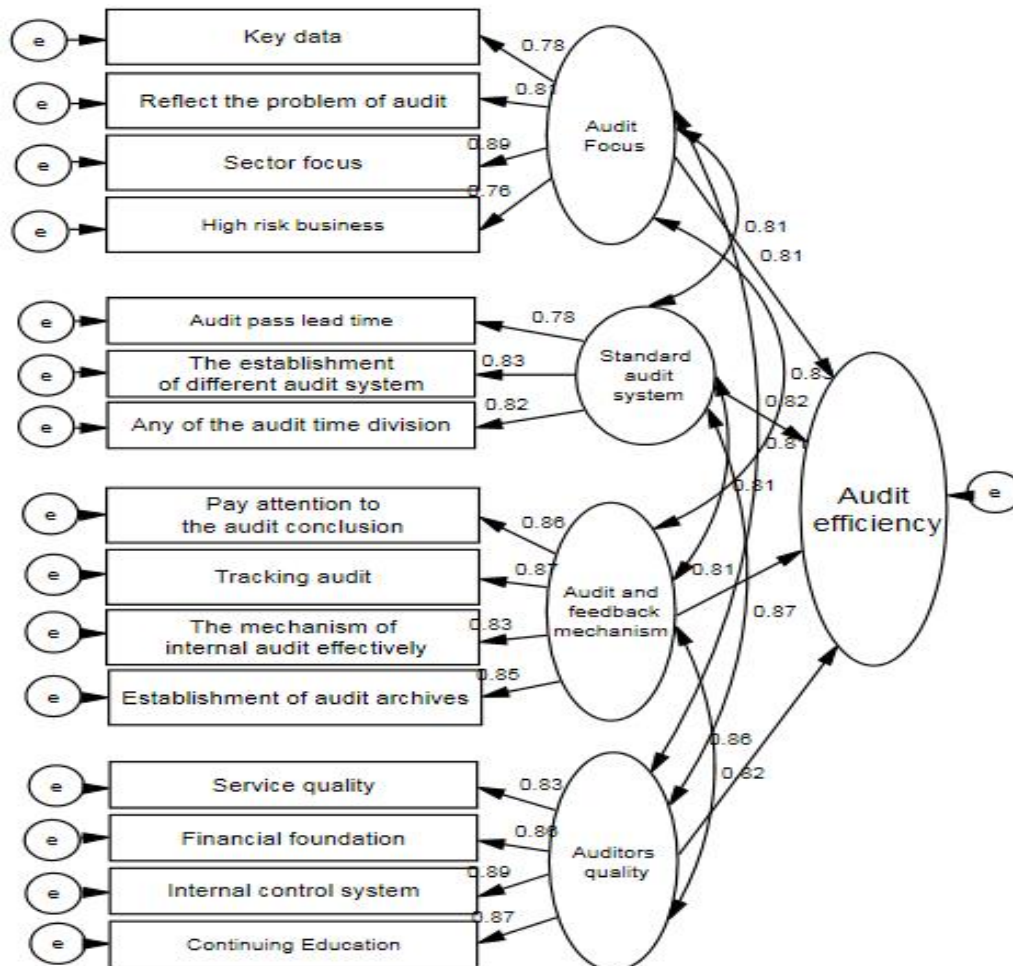 e
Key data
0.78
e
Reflect the problem of audit
0.81
Audit
Focus
e
Sector focus
0.89
e
High risk business
0.76
0.81
0.81
e
Audit pass lead time
0.78
e
The establishment
of different audit system
0.83
Standard
audit
system
e
Any of the audit time division
0.82
0.82
0.81
0.81
Audit
efficiency
e
e
Pay attention to
the audit conclusion
0.86
e
Tracking audit
0.87
Audit and
feedback
mechanism
0.81
0.87
e
The mechanism of
internal audit effectively
0.83
e
Establishment of audit archives
0.85
0.86
0.82
e
Service quality
0.83
e
Financial foundation
0.86
Auditors
quality
e
Internal control system
0.89
e
Continuing Education
0.87